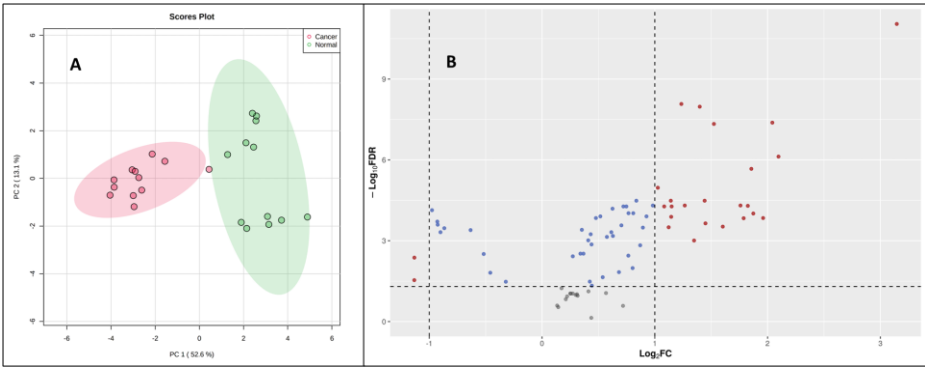 Scores Plot
Cancer
Normal
A
6
4
2
0
-2
-4
-6
PC 2 ( 13.1 %)
-6
-4
-2
0
2
4
6
PC 1 ( 52.6 %)
B
9
6
3
0
− Log₁₀FDR
-1
0
1
2
3
Log₂FC